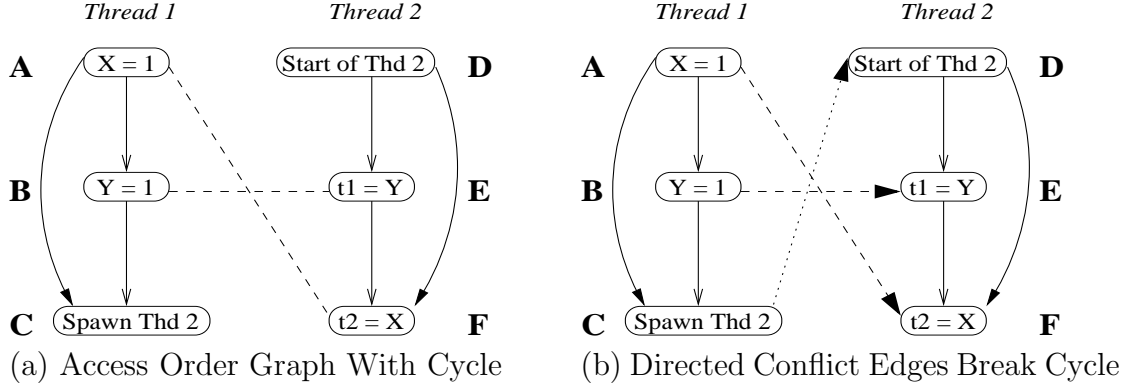 Thread 1 Thread 2 Thread 1 Thread 2
A X = 1 Start of Thd 2 D A X = 1 Start of Thd 2 D
B Y = 1 t1 = Y E B Y = 1 t1 = Y E
C Spawn Thd 2 t2 = X F C Spawn Thd 2 t2 = X F
(a) Access Order Graph With Cycle (b) Directed Conflict Edges Break Cycle